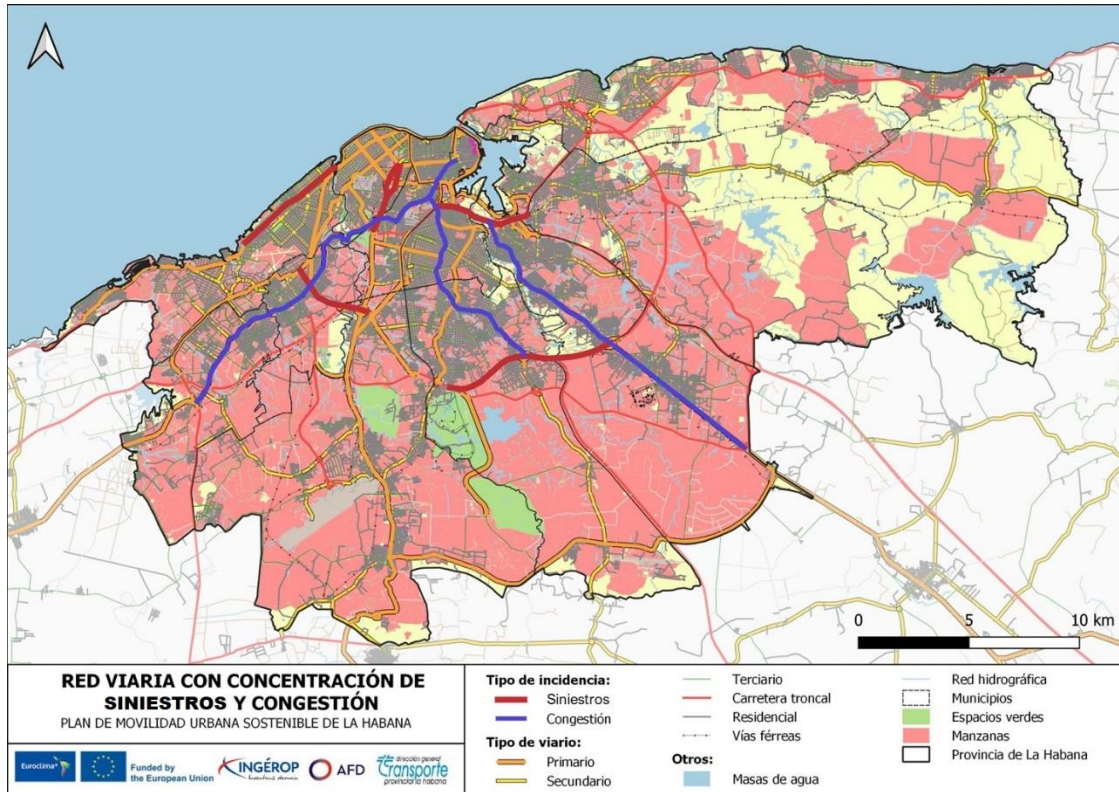 0 5 10 km
RED VIARIA CON CONCENTRACIÓN DE
SINIESTROS Y CONGESTIÓN
PLAN DE MOVILIDAD URBANA SOSTENIBLE DE LA HABANA
Euroclima
Funded by
the European Union
INGÉROP
AFD
dirección general
Transporte
provincial la habana
Tipo de incidencia:
Siniestros
Congestión
Tipo de viario:
Primario
Secundario
Terciario
Carretera troncal
Residencial
Vías férreas
Otros:
Masas de agua
Red hidrográfica
Municipios
Espacios verdes
Manzanas
Provincia de La Habana